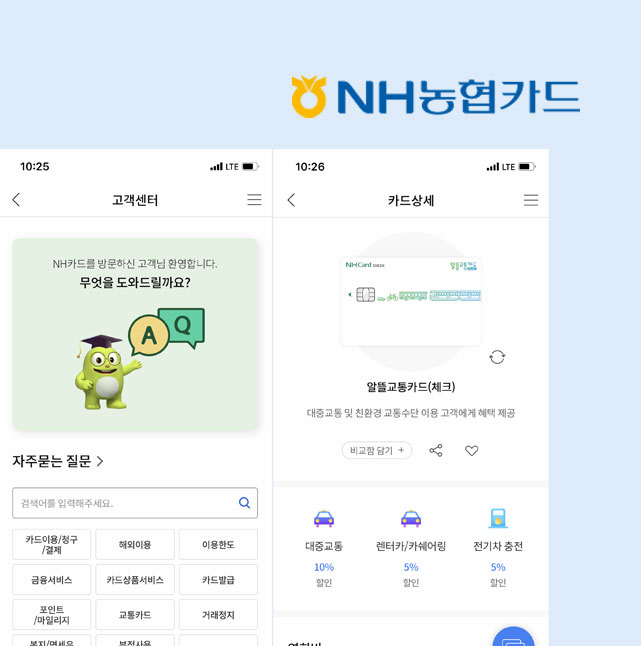 NH농협카드
10:25
LTE
고객센터
NH카드를 방문하신 고객님 환영합니다.
무엇을 도와드릴까요?
A
Q
자주묻는 질문 >
검색어를 입력해주세요.
카드이용/청구
/결제
해외이용
이용한도
금융서비스
카드상품서비스
카드발급
포인트
/마일리지
교통카드
거래정지
10:26
LTE
카드상세
NH Card CHECK
알뜰교통카드
알뜰교통카드(체크)
대중교통 및 친환경 교통수단 이용 고객에게 혜택 제공
비교함 담기 +
대중교통
10%
할인
렌터카/카쉐어링
5%
할인
전기차 충전
5%
할인